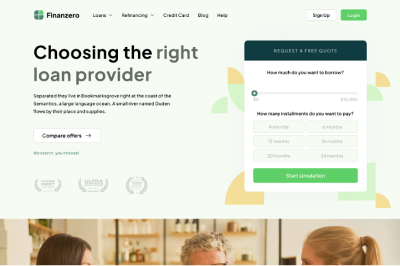 Finanzero
Loans
Refinancing
Credit Card
Blog
Help
Sign Up
Login
Choosing the right
loan provider
Separated they live in Bookmarksgrove right at the coast of the
Semantics, a large language ocean. A small river named Duden
flows by their place and supplies.
Compare offers
We search, you choose!
REQUEST A FREE QUOTE
How much do you want to borrow?
$10,000
How many installments do you want to pay?
4 months
6 months
12 months
16 months
20 months
24 months
Start simulation